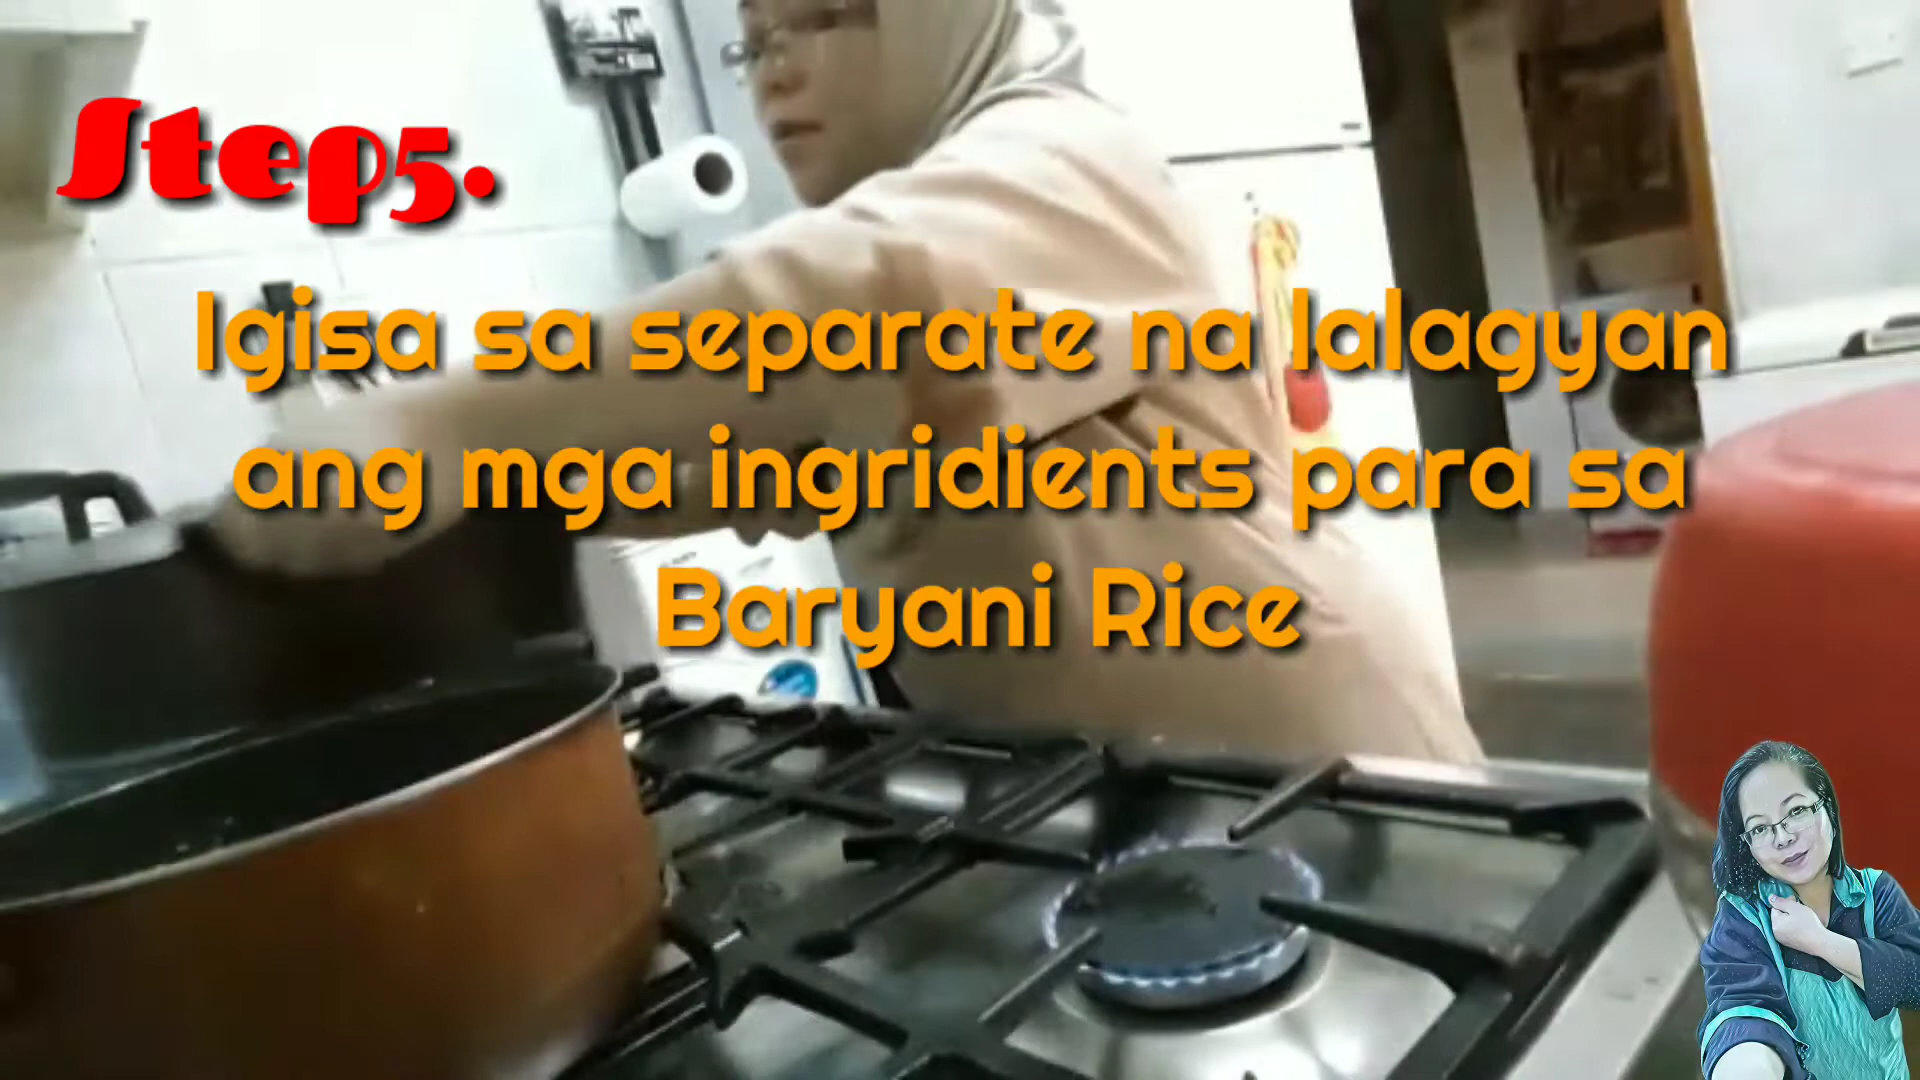 Step5.
Igisa sa separate na lalagyan
ang mga ingridients para sa
Baryani Rice